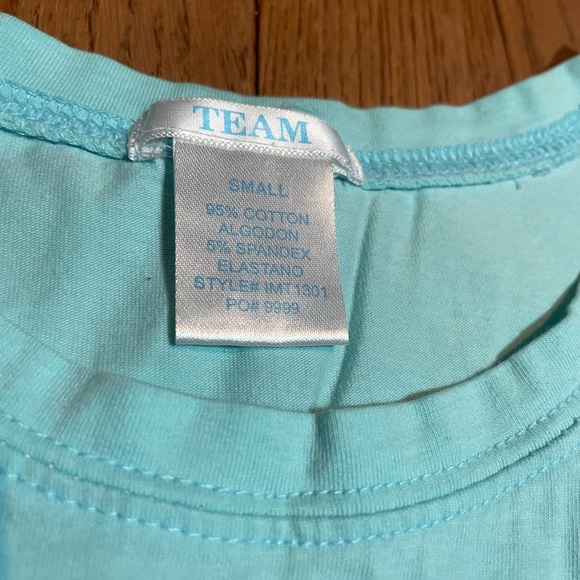 TEAM
SMALL
95% COTTON
ALGODON
5% SPANDEX
ELASTANO
STYLE# IMT1301
PO# 9999